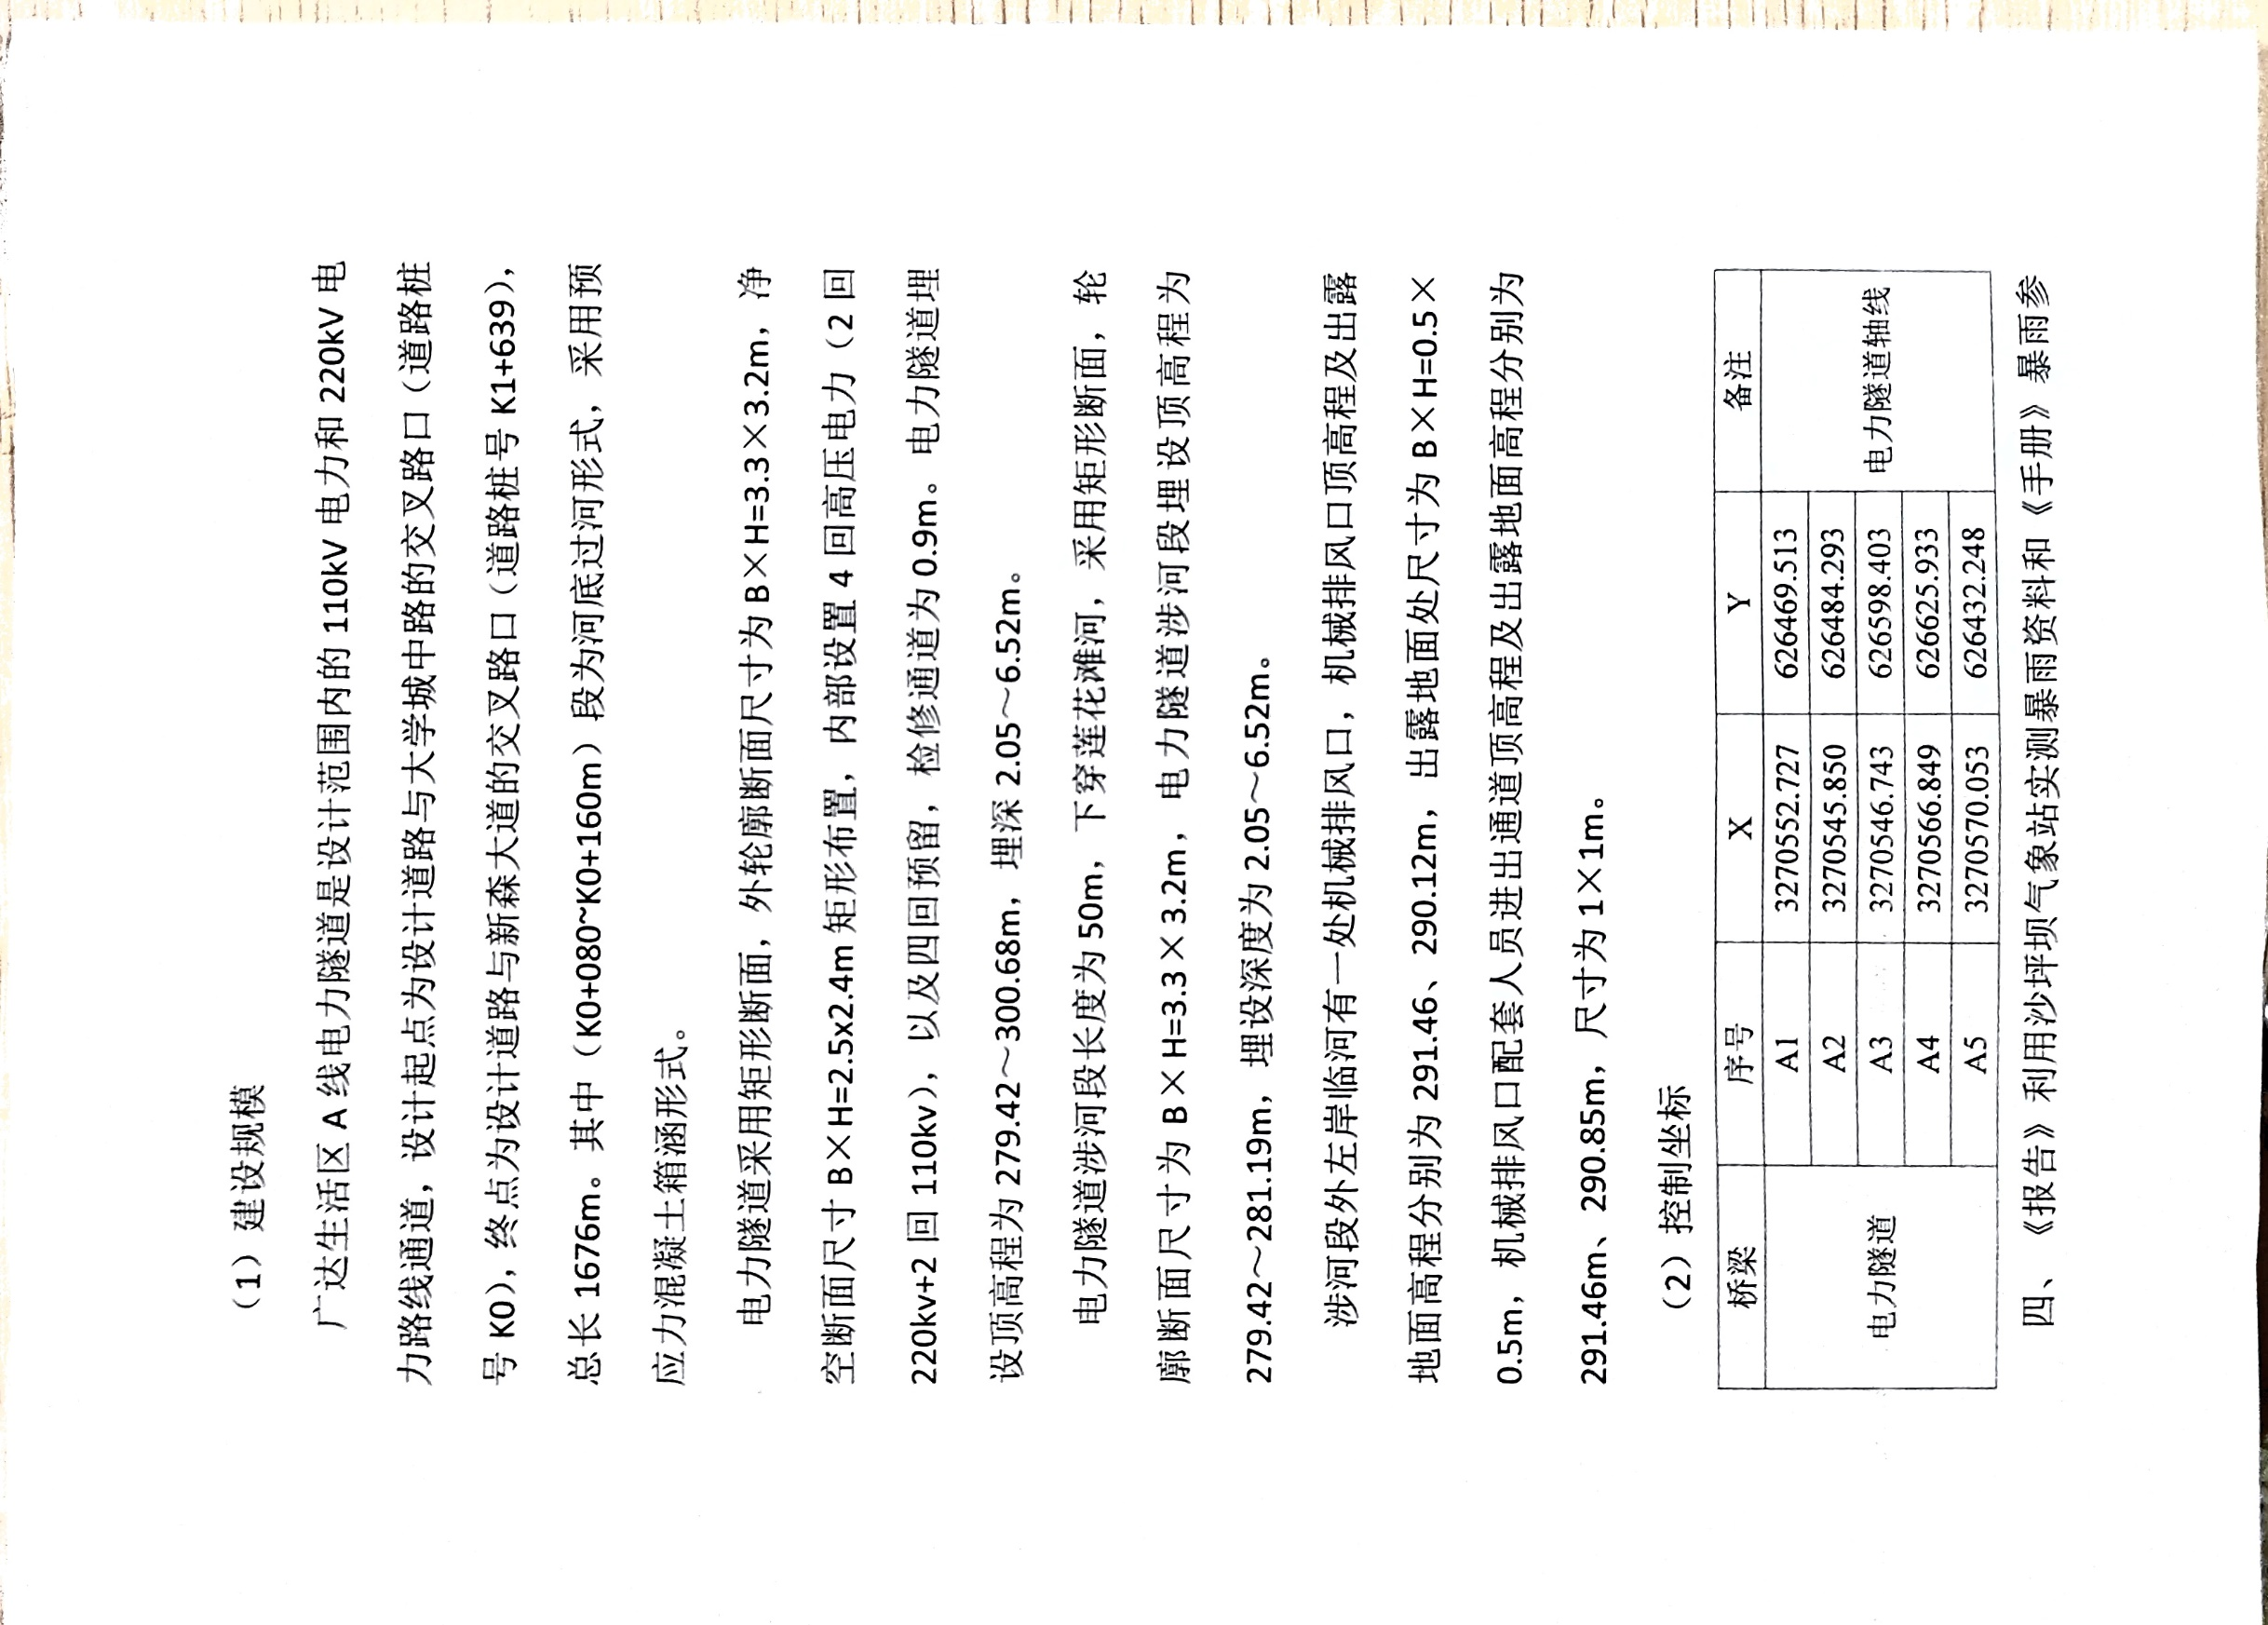 （1）建设规模
广达生活区 A 线电力隧道是设计范围内的 110kV 电力和 220kV 电
力路线通道，设计起点为设计道路与大学城中路的交叉路口（道路桩
号 K0），终点为设计道路与新森大道的交叉路口（道路桩号 K1+639），
总长 1676m。其中（K0+080~K0+160m）段为河底过河形式，采用预
应力混凝土箱涵形式。
电力隧道采用矩形断面，外轮廓断面尺寸为 B×H=3.3×3.2m，净
空断面尺寸 B×H=2.5x2.4m 矩形布置，内部设置 4 回高压电力（2 回
220kv+2 回 110kv），以及四回预留，检修通道为 0.9m。电力隧道埋
设顶高程为 279.42～300.68m，埋深 2.05～6.52m。
电力隧道涉河段长度为 50m，下穿莲花滩河，采用矩形断面，轮
廓断面尺寸为 B×H=3.3×3.2m，电力隧道涉河段埋设顶高程为
279.42～281.19m，埋设深度为 2.05～6.52m。
涉河段外左岸临河有一处机械排风口，机械排风口顶高程及出露
地面高程分别为 291.46、290.12m，出露地面处尺寸为 B×H=0.5×
0.5m，机械排风口配套人员进出通道顶高程及出露地面高程分别为
291.46m、290.85m，尺寸为 1×1m。
（2）控制坐标
桥梁 序号 X Y 备注
电力隧道 A1 3270552.727 626469.513 电力隧道轴线
A2 3270545.850 626484.293
A3 3270546.743 626598.403
A4 3270566.849 626625.933
A5 3270570.053 626432.248
四、《报告》利用沙坪坝气象站实测暴雨资料和《手册》暴雨参